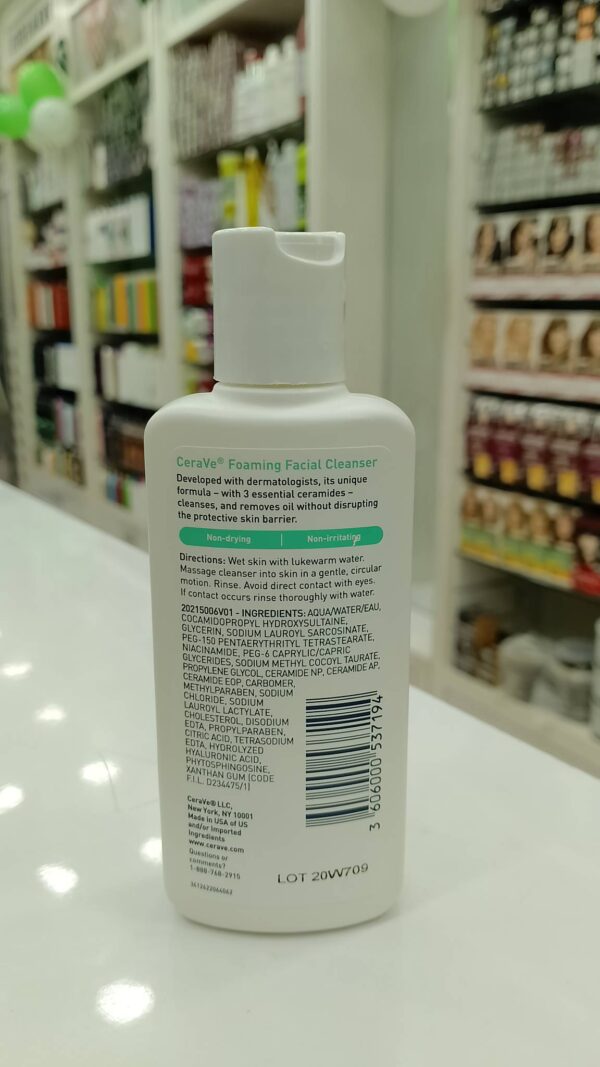 CeraVe® Foaming Facial Cleanser
Developed with dermatologists, its unique
formula – with 3 essential ceramides –
cleanses, and removes oil without disrupting
the protective skin barrier.
Non-drying | Non-irritating
Directions: Wet skin with lukewarm water.
Massage cleanser into skin in a gentle, circular
motion. Rinse. Avoid direct contact with eyes.
If contact occurs rinse thoroughly with water.
20215006V01 - INGREDIENTS: AQUA/WATER/EAU,
COCAMIDOPROPYL HYDROXYSULTAINE,
GLYCERIN, SODIUM LAUROYL SARCOSINATE,
PEG-150 PENTAERYTHRITYL TETRASTEARATE,
NIACINAMIDE, PEG-6 CAPRYLIC/CAPRIC
GLYCERIDES, SODIUM METHYL COCOYL TAURATE,
PROPYLENE GLYCOL, CERAMIDE NP, CERAMIDE AP,
CERAMIDE EOP, CARBOMER,
METHYLPARABEN, SODIUM
CHLORIDE, SODIUM
LAUROYL LACTYLATE,
CHOLESTEROL, DISODIUM
EDTA, PROPYLPARABEN,
CITRIC ACID, TETRASODIUM
EDTA, HYDROLYZED
HYALURONIC ACID,
PHYTOSPHINGOSINE,
XANTHAN GUM (CODE
F.I.L. D234475/1)
CeraVe® LLC,
New York, NY 10001
Made in USA of US
and/or Imported
Ingredients
www.cerave.com
Questions or
comments?
1-888-768-2915
3412422064062
3 606000 537194
LOT 20W709